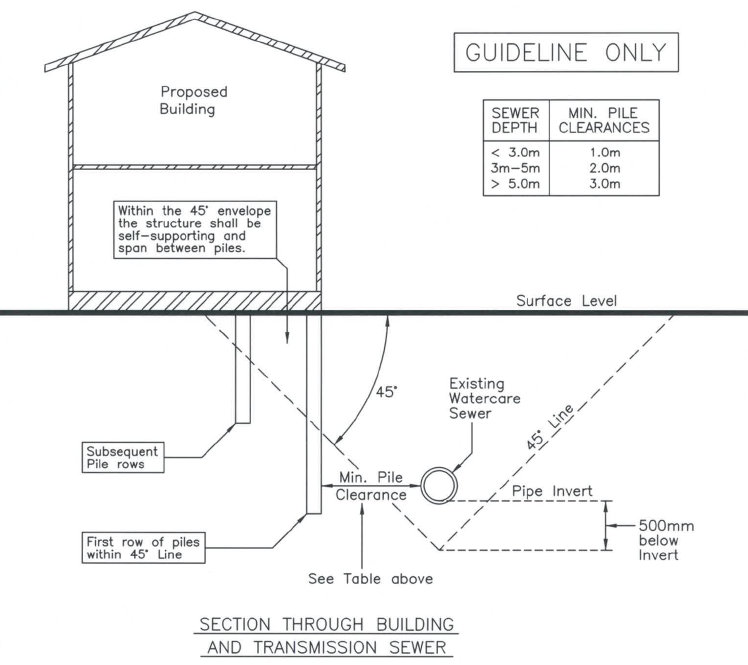 GUIDELINE ONLY
Proposed
Building
SEWER DEPTH MIN. PILE CLEARANCES
< 3.0m 1.0m
3m-5m 2.0m
> 5.0m 3.0m
Within the 45° envelope
the structure shall be
self-supporting and
span between piles.
Surface Level
45°
Existing
Watercare
Sewer
45° Line
Subsequent
Pile rows
Min. Pile
Clearance
Pipe Invert
500mm
below
Invert
First row of piles
within 45° Line
See Table above
SECTION THROUGH BUILDING
AND TRANSMISSION SEWER